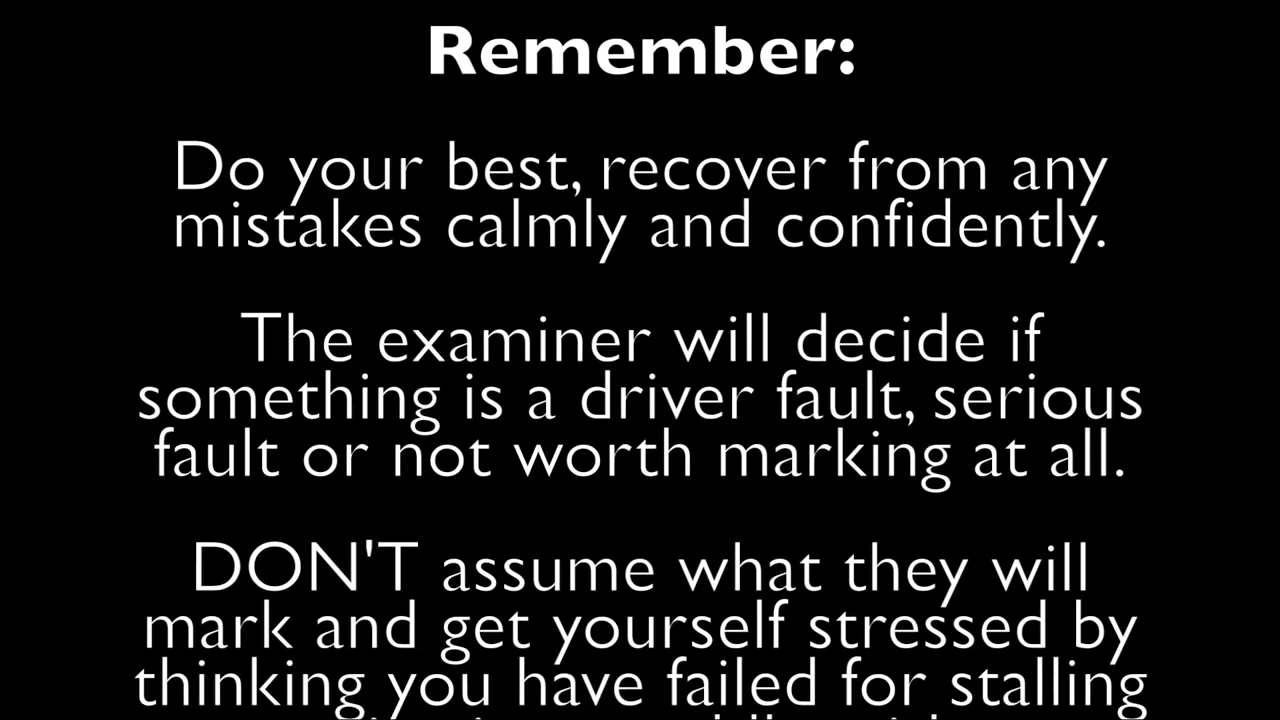 Remember:
Do your best, recover from any
mistakes calmly and confidently.
The examiner will decide if
something is a driver fault, serious
fault or not worth marking at all.
DON'T assume what they will
mark and get yourself stressed by
thinking you have failed for stalling